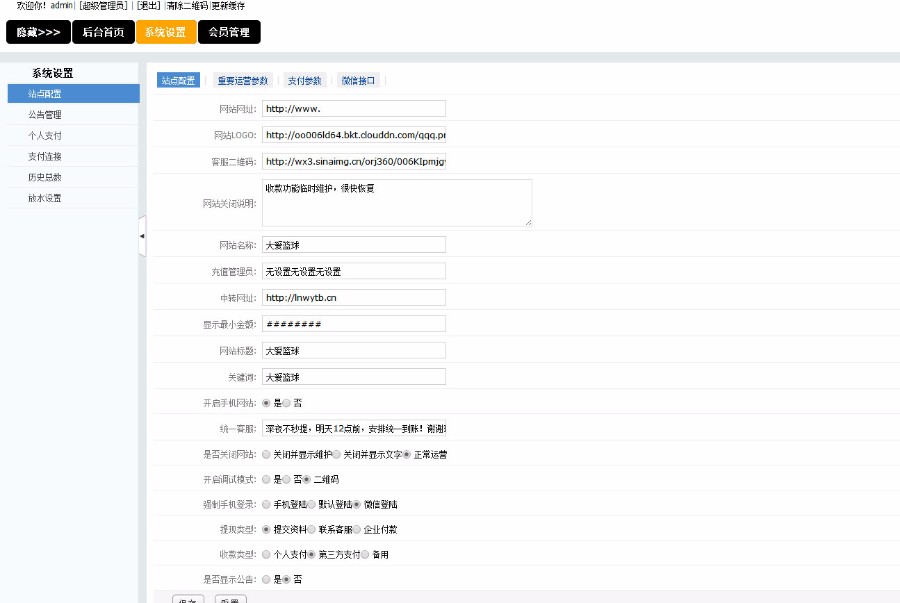 欢迎你！admin| [超级管理员] | [退出] |清除二维码|更新缓存
隐藏>>> 后台首页 系统设置 会员管理
系统设置
站点配置
公告管理
个人支付
支付连接
历史总数
放水设置
站点配置 | 重要运营参数 | 支付参数 | 微信接口 |
网站网址: http://www.
网站LOGO: http://oo006ld64.bkt.clouddn.com/qqq.pr
客服二维码: http://wx3.sinaimg.cn/orj360/006KIpmjg
网站关闭说明: 收款功能临时维护，很快恢复
网站名称: 大爱篮球
充值管理员: 无设置无设置无设置
中转网址: http://lnwytb.cn
显示最小金额: ########
网站标题: 大爱篮球
关键词: 大爱篮球
开启手机网站: 是 否
统一客服: 深夜不秒提，明天12点前，安排统一到账！谢谢
是否关闭网站: 关闭并显示维护 关闭并显示文字 正常运营
开启调试模式: 是 否 二维码
强制手机登录: 手机登陆 默认登陆 微信登陆
提现类型: 提交资料 联系客服 企业付款
收款类型: 个人支付 第三方支付 备用
是否显示公告: 是 否